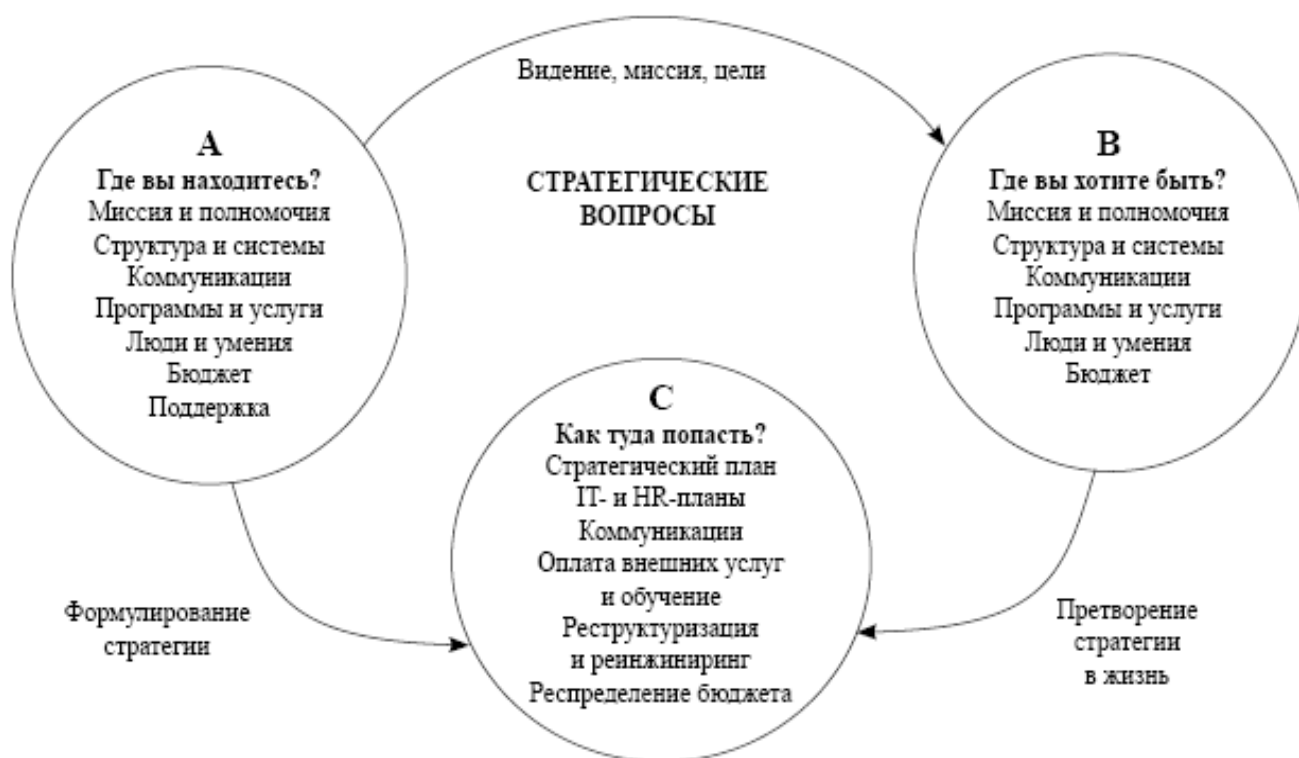 Видение, миссия, цели
СТРАТЕГИЧЕСКИЕ
ВОПРОСЫ
A
Где вы находитесь?
Миссия и полномочия
Структура и системы
Коммуникации
Программы и услуги
Люди и умения
Бюджет
Поддержка
B
Где вы хотите быть?
Миссия и полномочия
Структура и системы
Коммуникации
Программы и услуги
Люди и умения
Бюджет
C
Как туда попасть?
Стратегический план
IT- и HR-планы
Коммуникации
Оплата внешних услуг
и обучение
Реструктуризация
и реинжиниринг
Респределение бюджета
Формулирование
стратегии
Претворение
стратегии
в жизнь